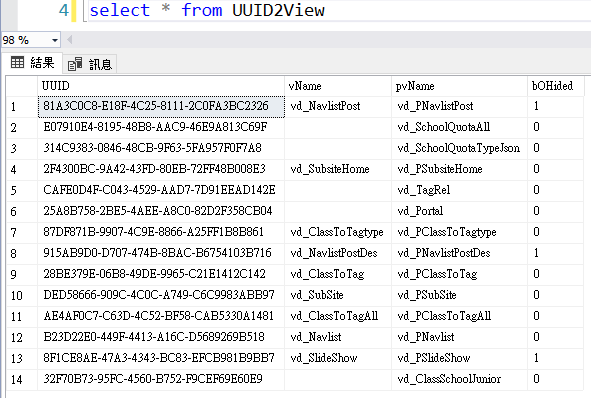 4 select * from UUID2View
98 %
結果 訊息
UUID vName pvName bOHided
1 81A3C0C8-E18F-4C25-8111-2C0FA3BC2326 vd_NavlistPost vd_PNavlistPost 1
2 E07910E4-8195-48B8-AAC9-46E9A813C69F vd_SchoolQuotaAll 0
3 314C9383-0846-48CB-9F63-5FA957F0F7A8 vd_SchoolQuotaTypeJson 0
4 2F4300BC-9A42-43FD-80EB-72FF48B008E3 vd_SubsiteHome vd_PSubsiteHome 0
5 CAFE0D4F-C043-4529-AAD7-7D91EEAD142E vd_TagRel 0
6 25A8B758-2BE5-4AEE-A8C0-82D2F358CB04 vd_Portal 0
7 87DF871B-9907-4C9E-8866-A25FF1B8B861 vd_ClassToTagtype vd_PClassToTagtype 0
8 915AB9D0-D707-474B-8BAC-B6754103B716 vd_NavlistPostDes vd_PNavlistPostDes 1
9 28BE379E-06B8-49DE-9965-C21E1412C142 vd_ClassToTag vd_PClassToTag 0
10 DED58666-909C-4C0C-A749-C6C9983ABB97 vd_SubSite vd_PSubSite 0
11 AE4AF0C7-C63D-4C52-BF58-CAB5330A1481 vd_ClassToTagAll vd_PClassToTagAll 0
12 B23D22E0-449F-4413-A16C-D5689269B518 vd_Navlist vd_PNavlist 0
13 8F1CE8AE-47A3-4343-BC83-EFCB981B9BB7 vd_SlideShow vd_PSlideShow 1
14 32F70B73-95FC-4560-B752-F9CEF69E60E9 vd_ClassSchoolJunior 0